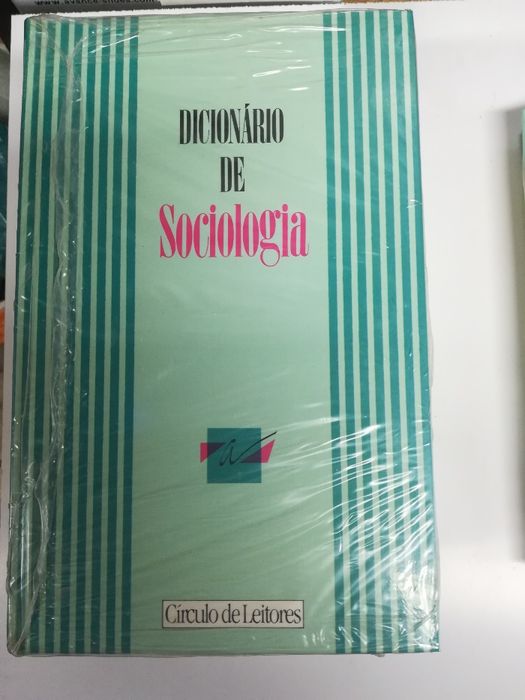 DICIONÁRIO
DE
Sociologia
a
Círculo de Leitores